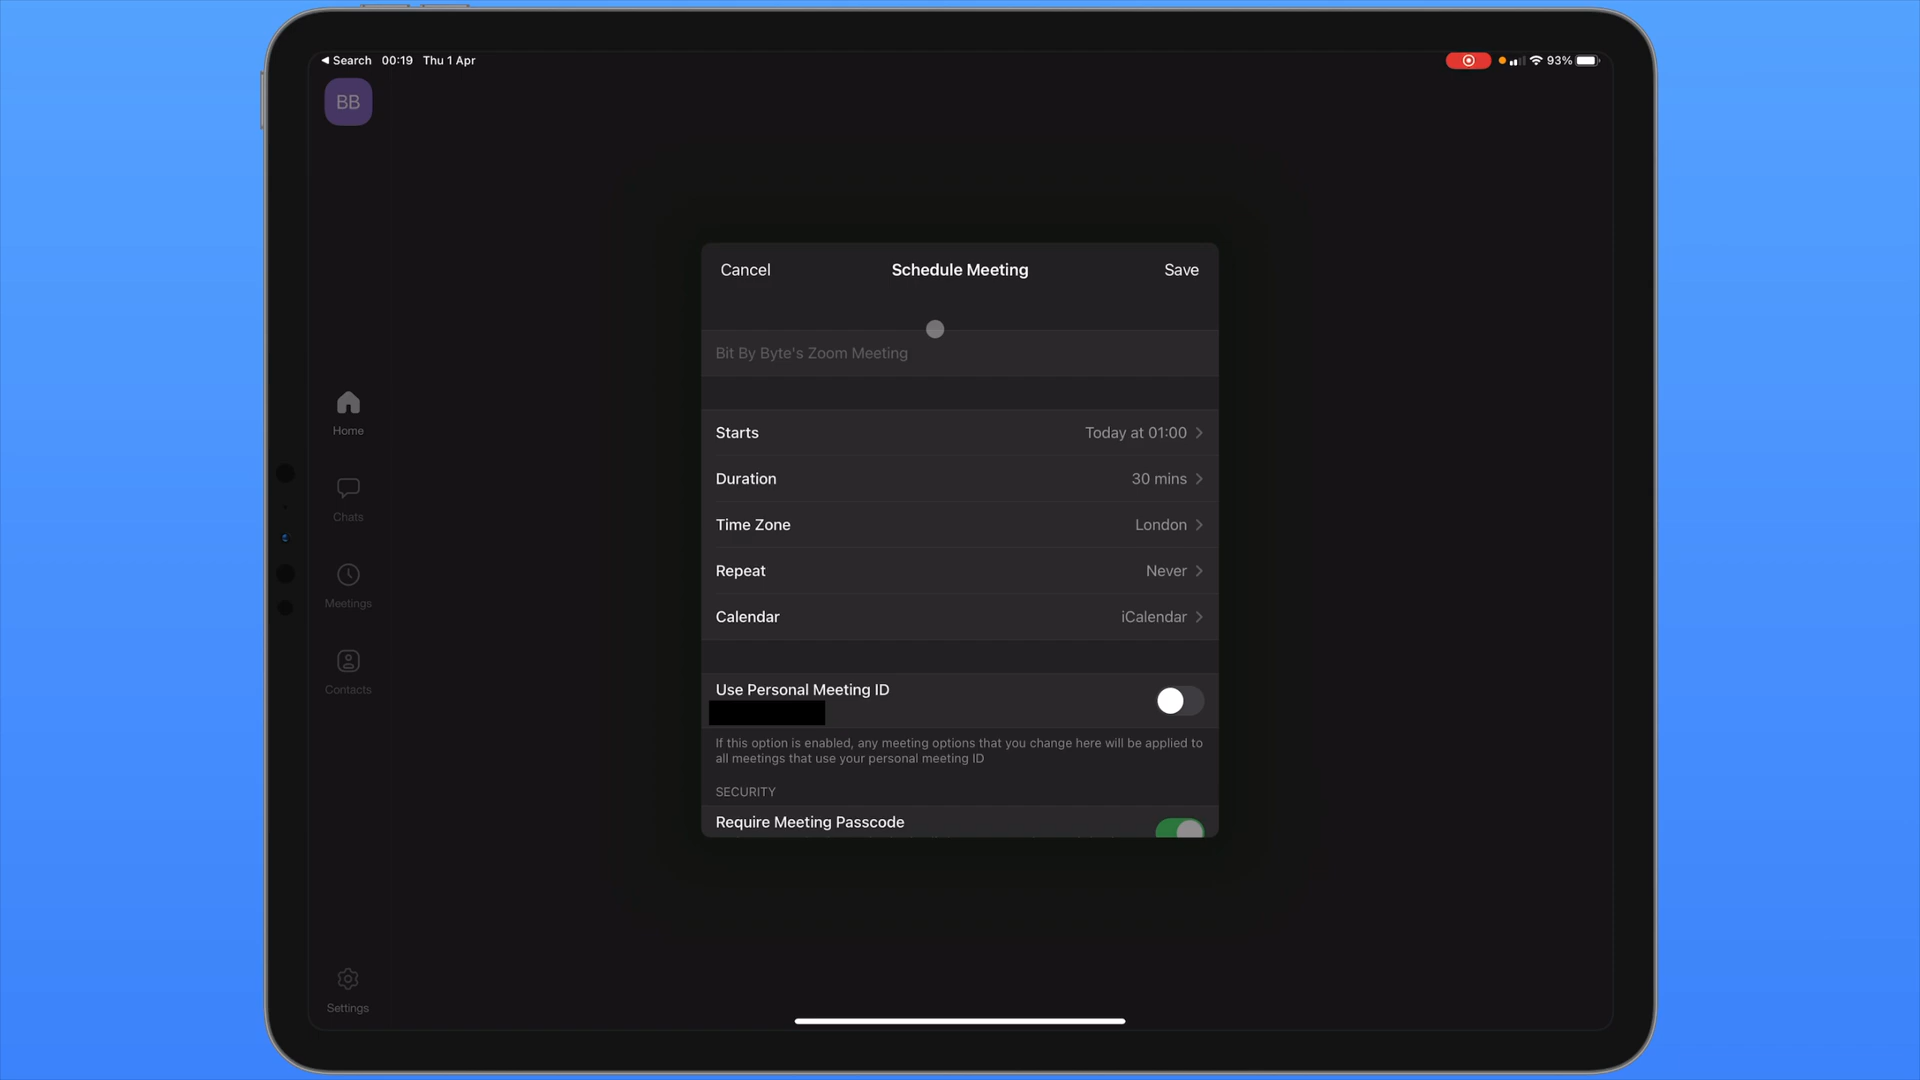 Search 00:19 Thu 1 Apr
93%
BB
Home
Chats
Meetings
Contacts
Settings
Cancel
Schedule Meeting
Save
Bit By Byte's Zoom Meeting
Starts
Today at 01:00
Duration
30 mins
Time Zone
London
Repeat
Never
Calendar
iCalendar
Use Personal Meeting ID
If this option is enabled, any meeting options that you change here will be applied to
all meetings that use your personal meeting ID
SECURITY
Require Meeting Passcode